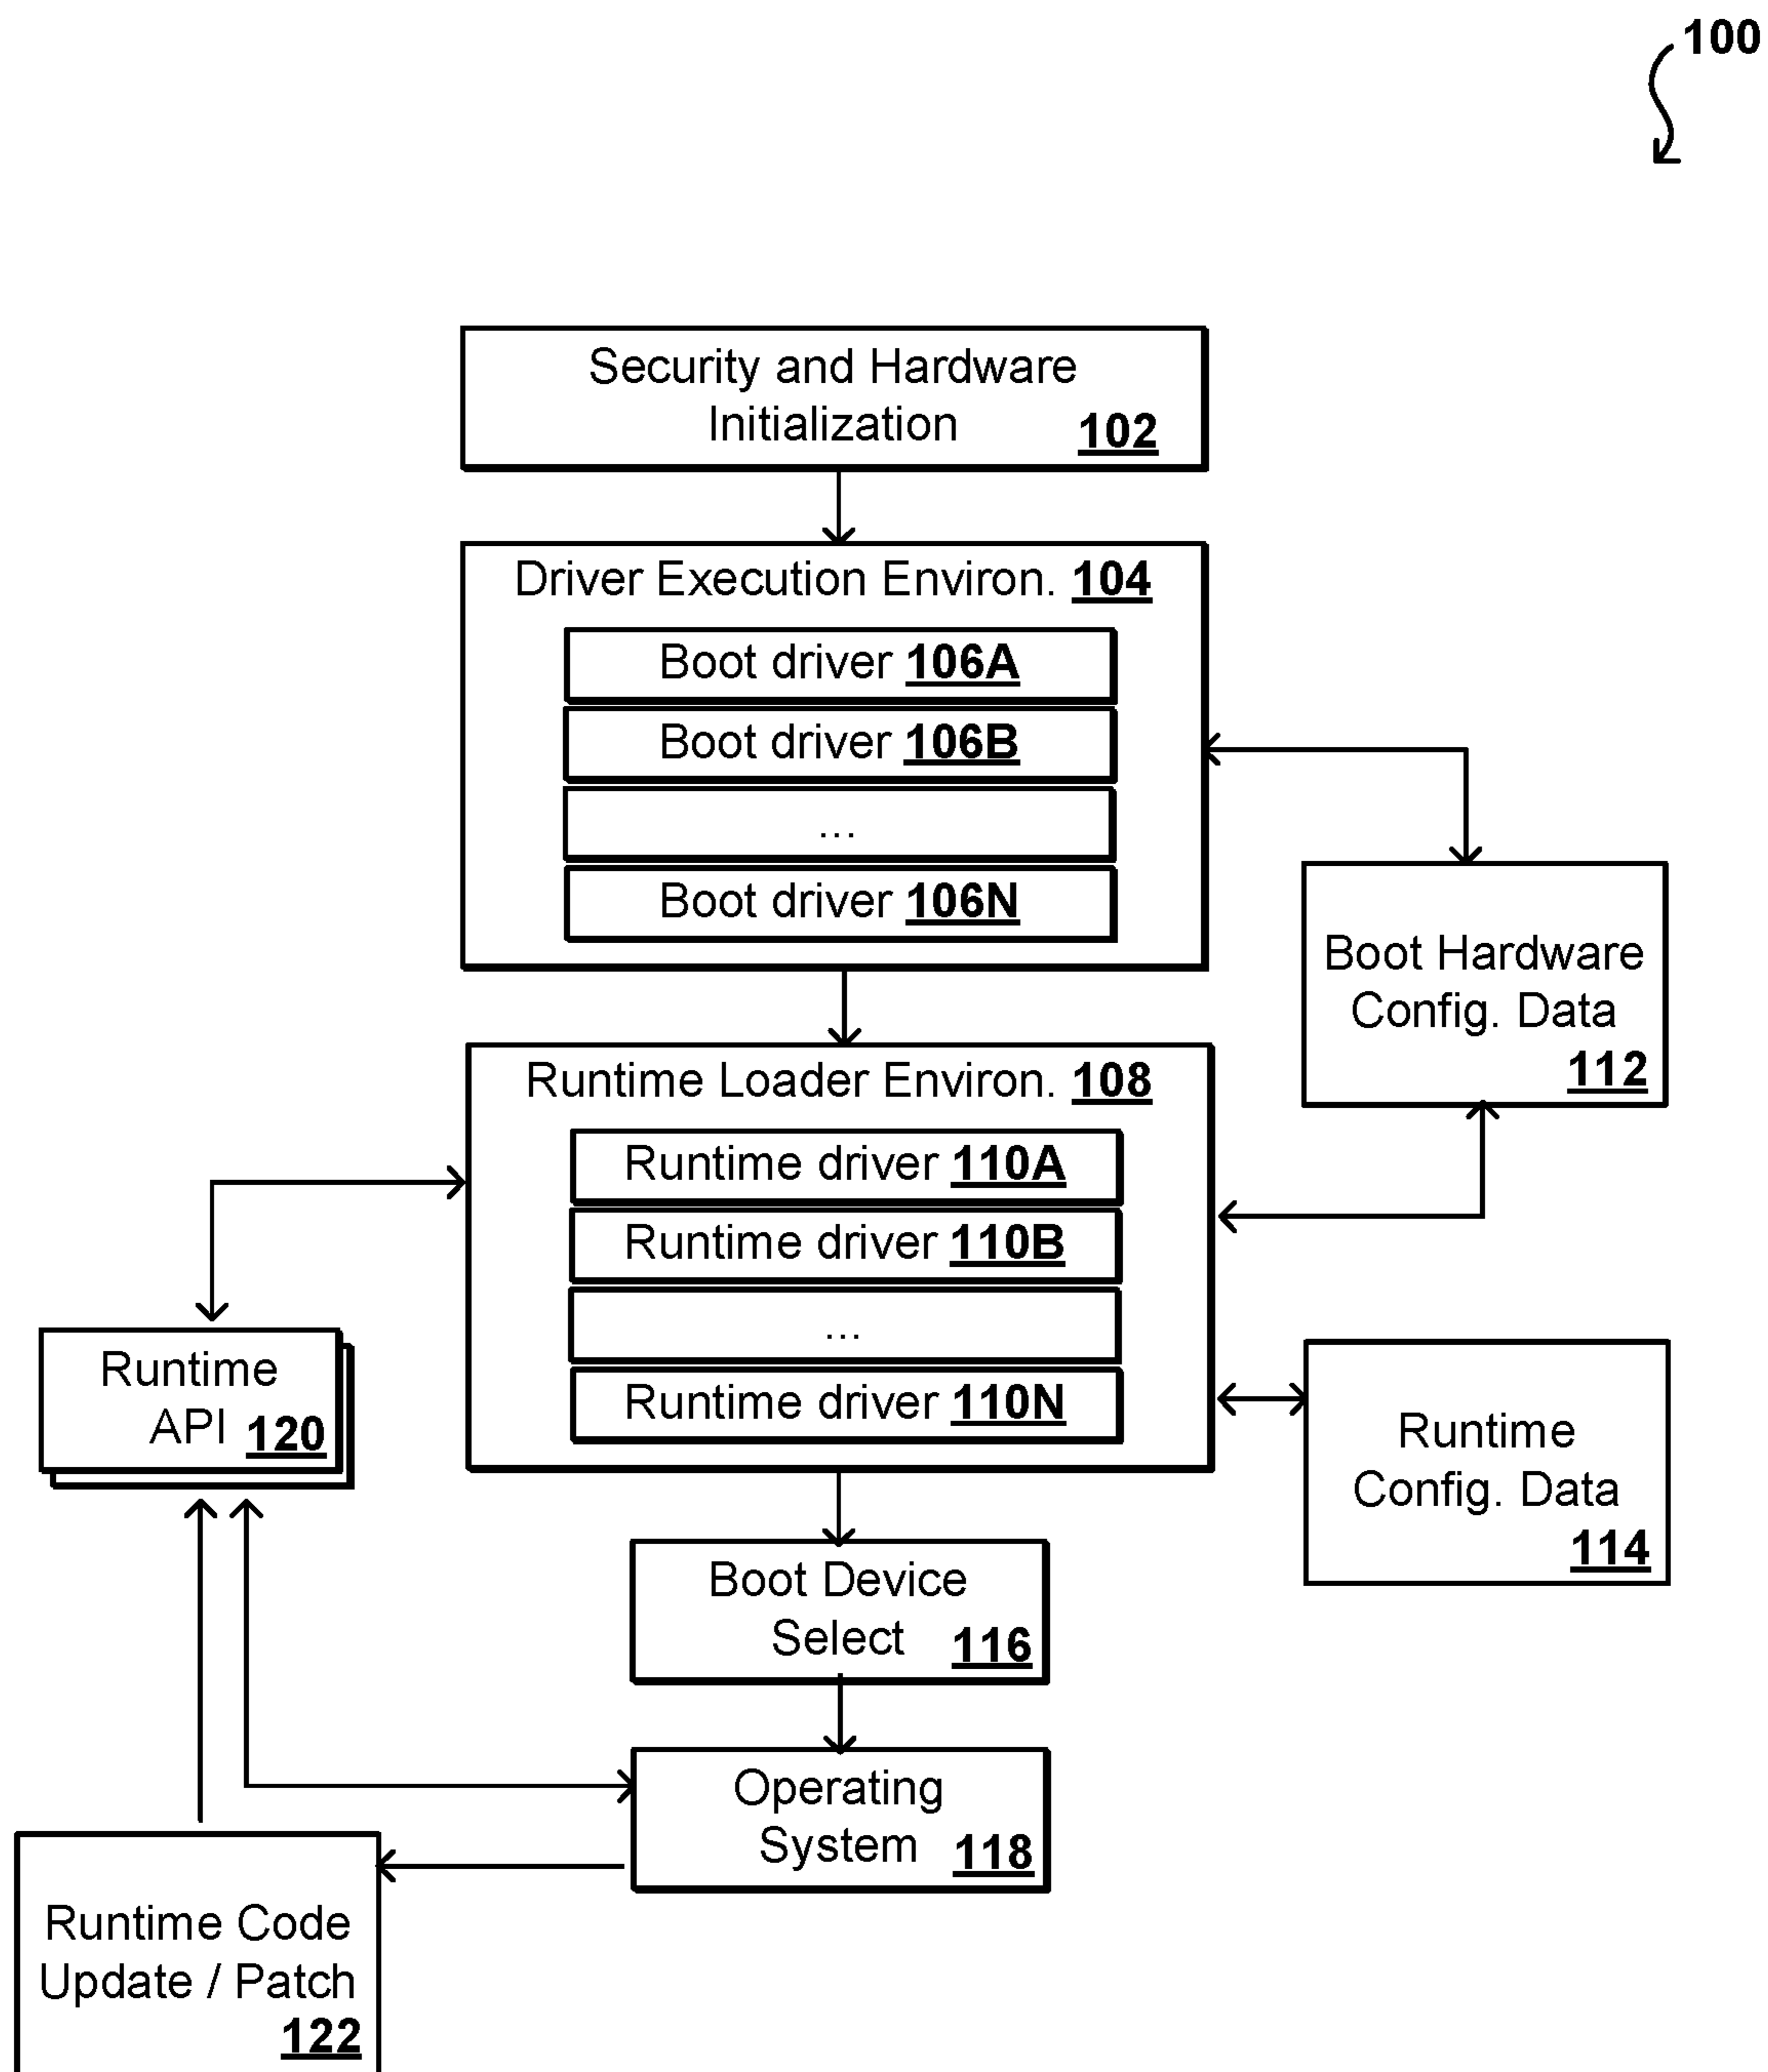 100
Security and Hardware
Initialization 102
Driver Execution Environ. 104
Boot driver 106A
Boot driver 106B
...
Boot driver 106N
Boot Hardware
Config. Data
112
Runtime Loader Environ. 108
Runtime driver 110A
Runtime driver 110B
...
Runtime driver 110N
Runtime
API 120
Runtime
Config. Data
114
Boot Device
Select 116
Operating
System 118
Runtime Code
Update / Patch
122